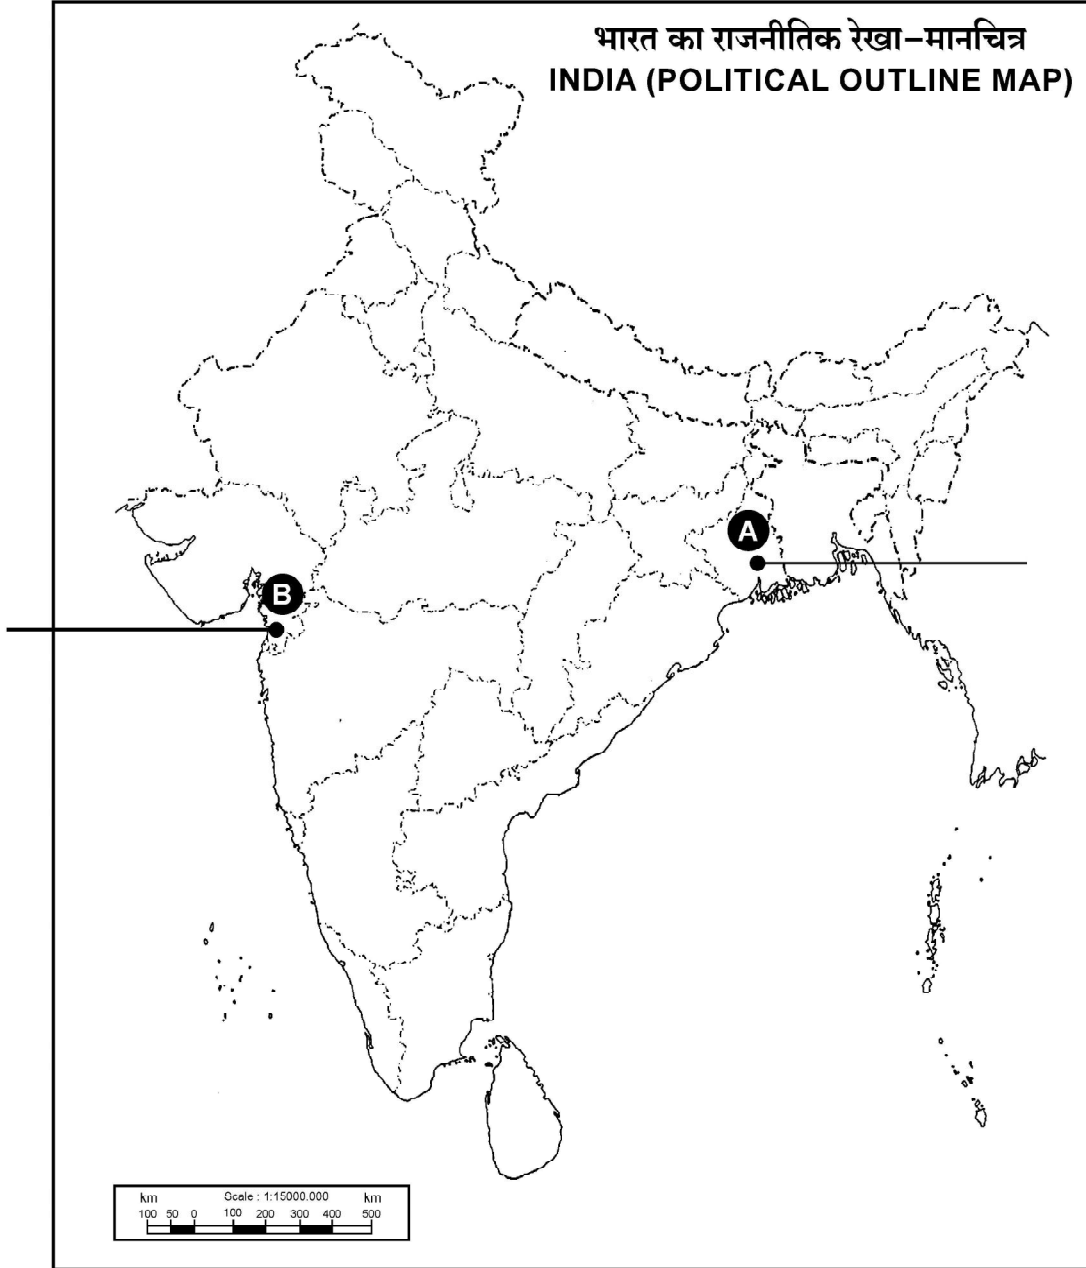 भारत का राजनीतिक रेखा-मानचित्र
INDIA (POLITICAL OUTLINE MAP)
A
B
km Scale : 1:15000.000 km
100 50 0 100 200 300 400 500